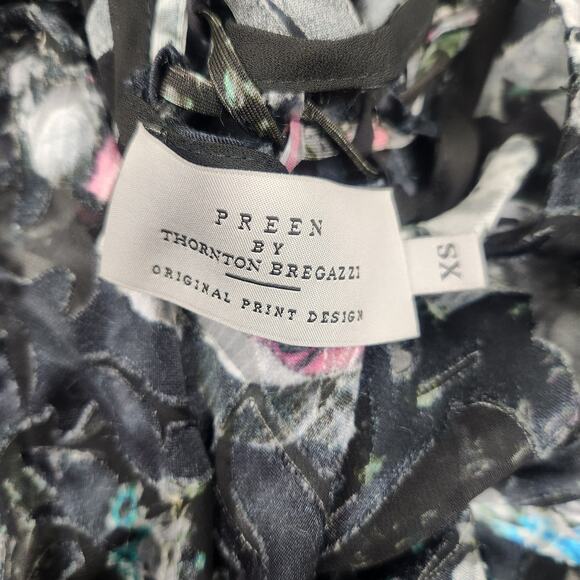 PREEN
BY
THORNTON BREGAZZI
ORIGINAL PRINT DESIGN
XS